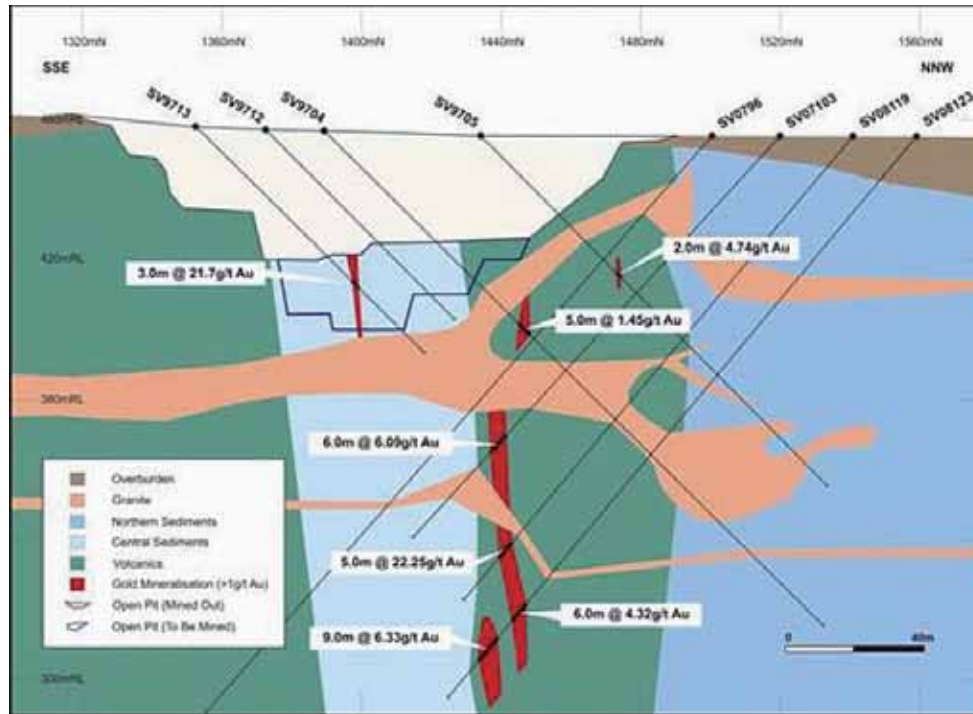 1320mN 1360mN 1400mN 1440mN 1480mN 1520mN 1560mN
SSE NNW
SV9713 SV9712 SV9704 SV9705 SV0796 SV07103 SV08119 SV08123
420mRL
3.0m @ 21.7g/t Au
2.0m @ 4.74g/t Au
5.0m @ 1.45g/t Au
380mRL
6.0m @ 6.09g/t Au
Overburden
Granite
Northern Sediments
Central Sediments
Volcanics
Gold Mineralisation (>1g/t Au)
Open Pit (Mined Out)
Open Pit (To Be Mined)
5.0m @ 22.25g/t Au
6.0m @ 4.32g/t Au
9.0m @ 6.33g/t Au
0 40m
300mRL